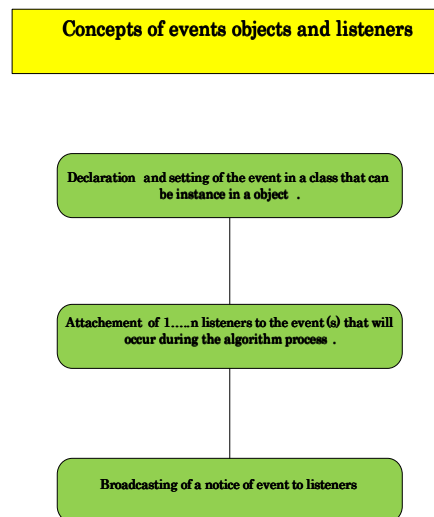 Concepts of events objects and listeners
Declaration and setting of the event in a class that can
be instance in a object .
Attachement of 1.....n listeners to the event (s) that will
occur during the algorithm process .
Broadcasting of a notice of event to listeners